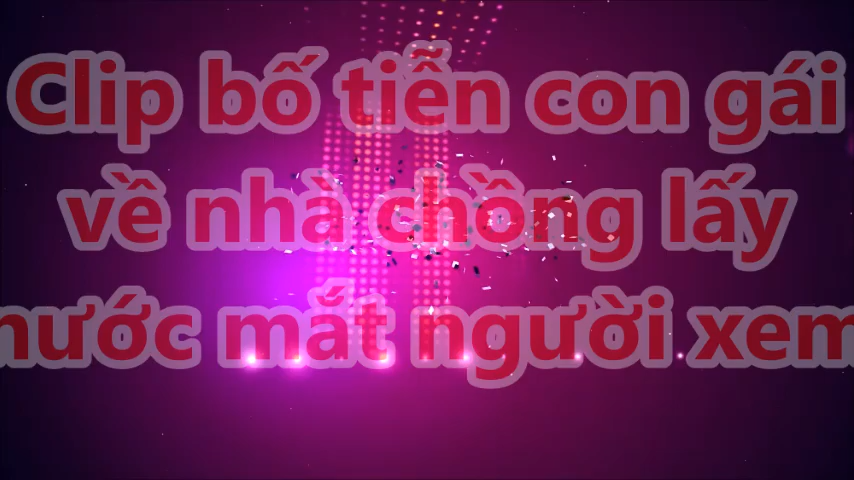 Clip bố tiễn con gái
về nhà chồng lấy
nước mắt người xem